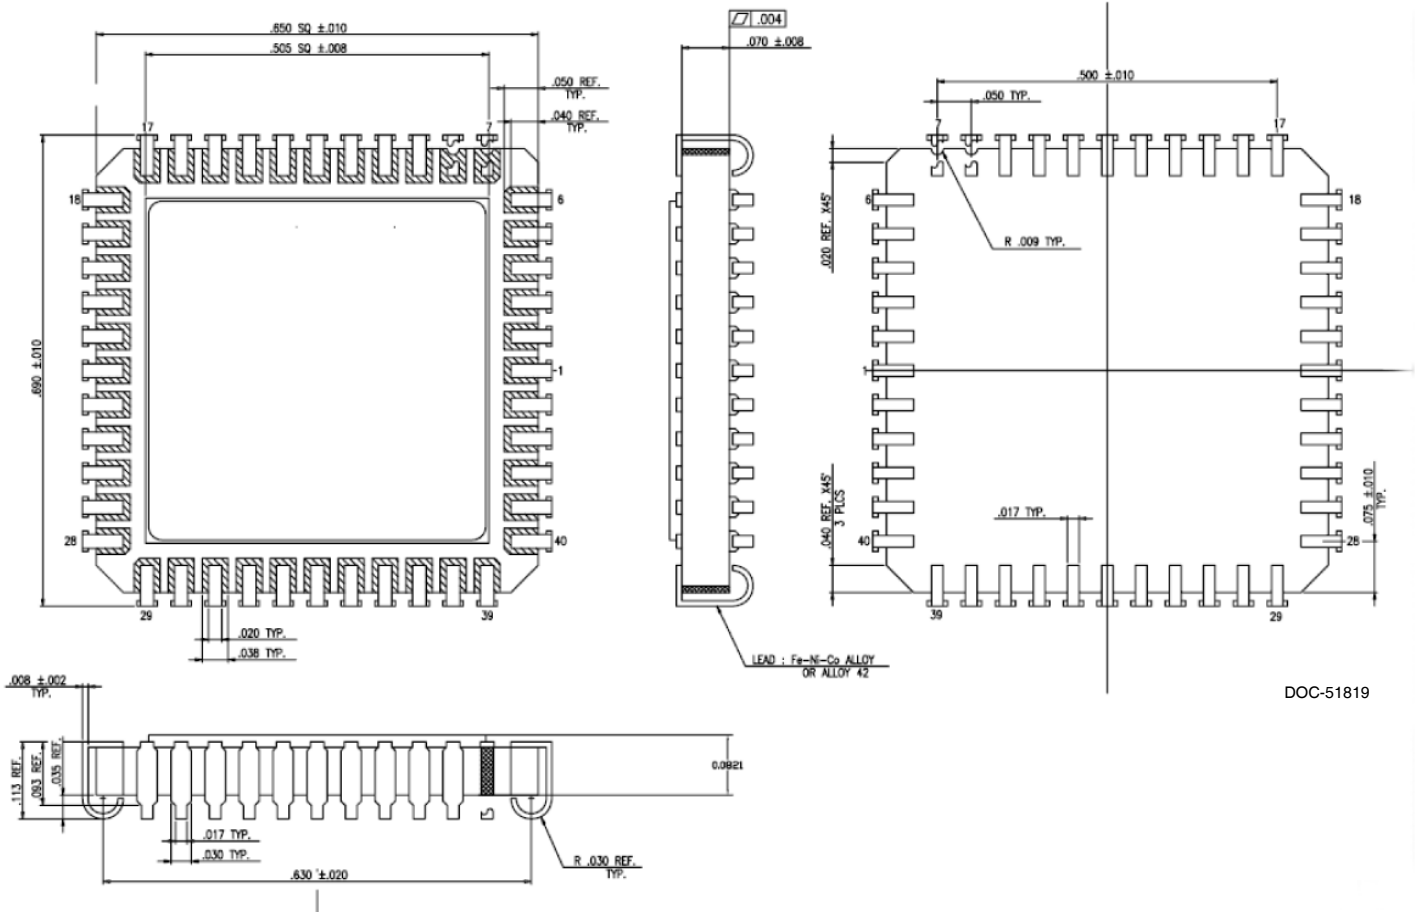 .650 SQ ±.010
.505 SQ ±.008
.050 REF.
TYP.
.040 REF.
TYP.
17
7
18
6
.690 ±.010
1
28
40
29
39
.020 TYP.
.038 TYP.
.004
.070 ±.008
LEAD : Fe-Ni-Co ALLOY
OR ALLOY 42
.500 ±.010
.050 TYP.
7
17
6
18
.020 REF. X45°
R .009 TYP.
1
.040 REF. X45°
3 PLCS
.017 TYP.
.075 ±.010
TYP.
40
28
39
29
DOC-51819
.008 ±.002
TYP.
.113 REF.
.093 REF.
.035 REF.
0.0821
.017 TYP.
.030 TYP.
R .030 REF.
TYP.
.630 ±.020